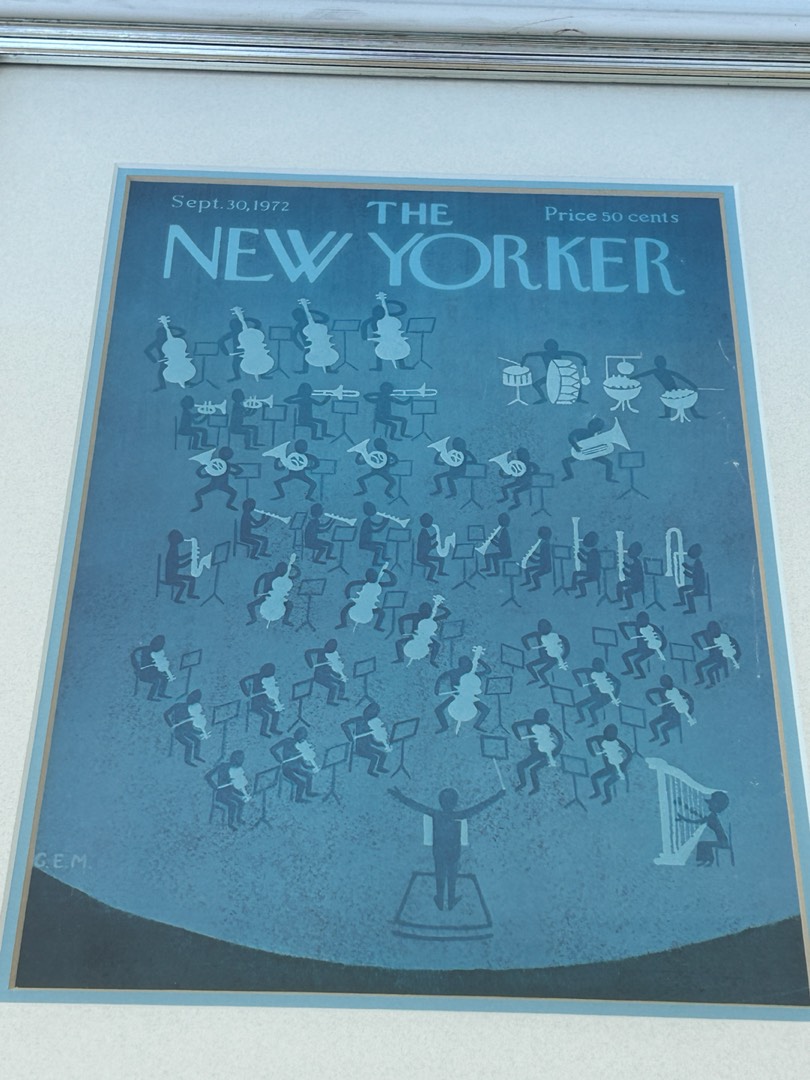 Sept. 30, 1972
THE
Price 50 cents
NEW YORKER
C.E.M.